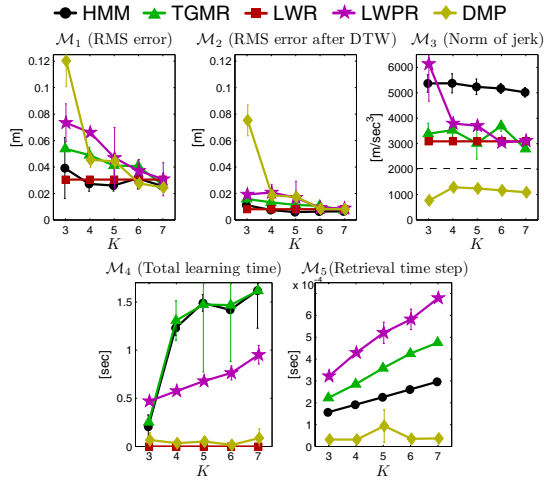 HMM TGMR LWR LWPR DMP
M₁ (RMS error) M₂ (RMS error after DTW) M₃ (Norm of jerk)
[m]
0.12
0.1
0.08
0.06
0.04
0.02
0
3 4 5 6 7
K
[m]
0.12
0.1
0.08
0.06
0.04
0.02
0
3 4 5 6 7
K
[m/sec³]
6000
5000
4000
3000
2000
1000
0
3 4 5 6 7
K
M₄ (Total learning time) M₅(Retrieval time step)
[sec]
1.5
1
0.5
0
3 4 5 6 7
K
x 10⁻⁴
[sec]
7
6
5
4
3
2
1
0
3 4 5 6 7
K